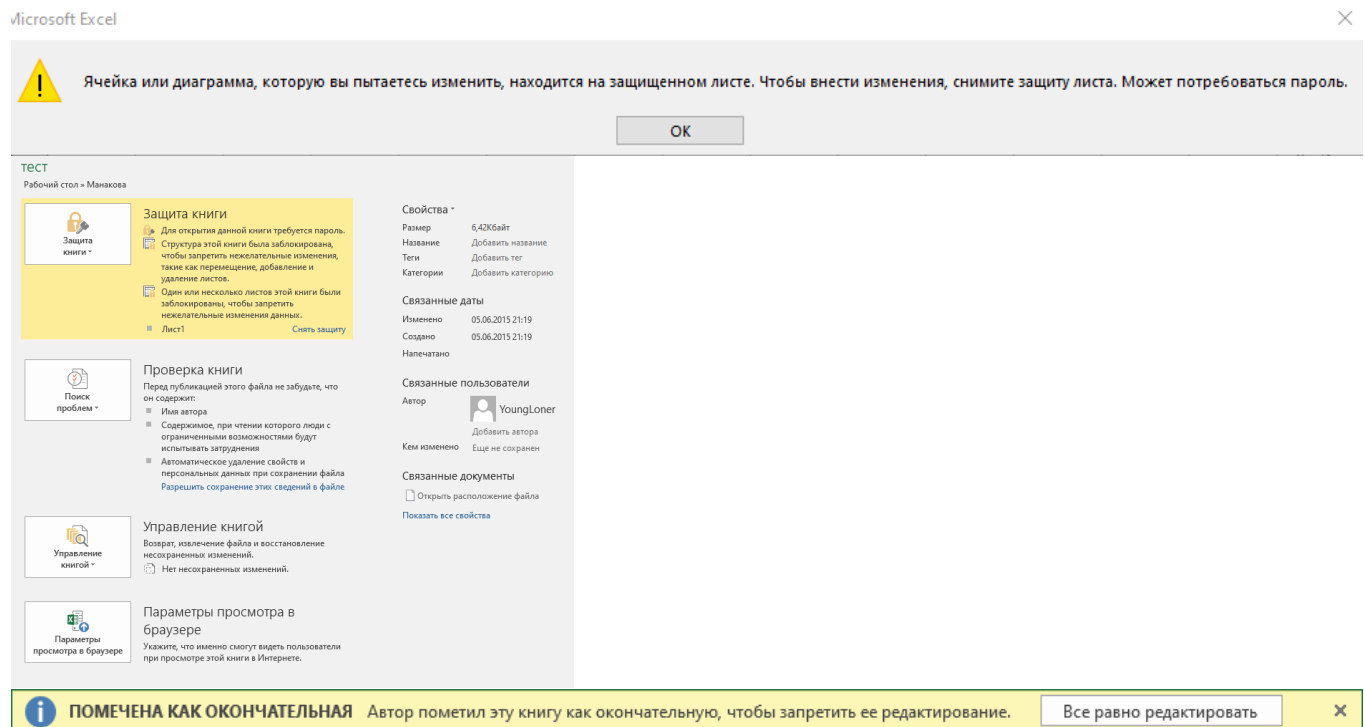 Microsoft Excel
Ячейка или диаграмма, которую вы пытаетесь изменить, находится на защищенном листе. Чтобы внести изменения, снимите защиту листа. Может потребоваться пароль.
ОК
тест
Рабочий стол » Манакова
Защита
книги
Защита книги
Для открытия данной книги требуется пароль.
Структура этой книги была заблокирована,
чтобы запретить нежелательные изменения,
такие как перемещение, добавление и
удаление листов.
Один или несколько листов этой книги были
заблокированы, чтобы запретить
нежелательные изменения данных.
Лист1 Снять защиту
Поиск
проблем
Проверка книги
Перед публикацией этого файла не забудьте, что
он содержит:
Имя автора
Содержимое, при чтении которого люди с
ограниченными возможностями будут
испытывать затруднения
Автоматическое удаление свойств и
персональных данных при сохранении файла
Разрешить сохранение этих сведений в файле
Управление
книгой
Управление книгой
Возврат, извлечение файла и восстановление
несохраненных изменений.
Нет несохраненных изменений.
Параметры
просмотра в браузере
Параметры просмотра в
браузере
Укажите, что именно смогут видеть пользователи
при просмотре этой книги в Интернете.
Свойства
Размер 6,42Кбайт
Название Добавить название
Теги Добавить тег
Категории Добавить категорию
Связанные даты
Изменено 05.06.2015 21:19
Создано 05.06.2015 21:19
Напечатано
Связанные пользователи
Автор YoungLoner
Добавить автора
Кем изменено Еще не сохранен
Связанные документы
Открыть расположение файла
Показать все свойства
ПОМЕЧЕНА КАК ОКОНЧАТЕЛЬНАЯ Автор пометил эту книгу как окончательную, чтобы запретить ее редактирование. Все равно редактировать